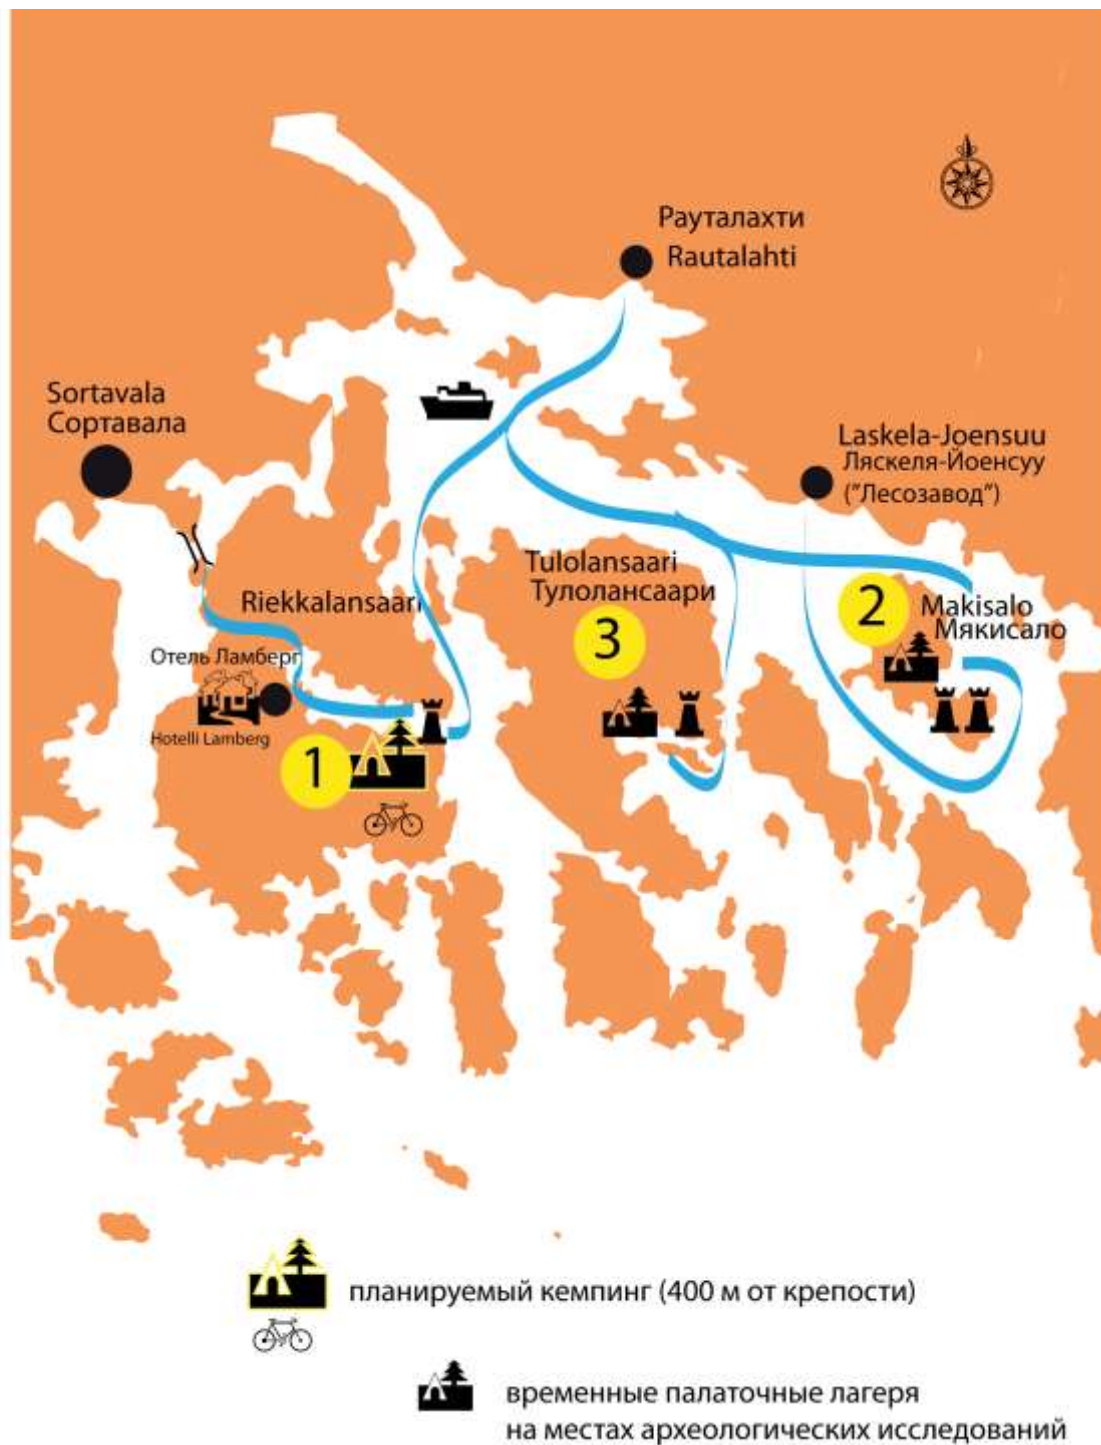 Рауталахти
Rautalahti
Sortavala
Сортавала
Laskela-Joensuu
Ляскеля-Йоенсуу
("Лесозавод")
Tulolansaari
Тулолансаари
Riekkalansaari
2
Makisalo
Мякисало
3
Отель Ламберг
Hotelli Lamberg
1
планируемый кемпинг (400 м от крепости)
временные палаточные лагеря
на местах археологических исследований